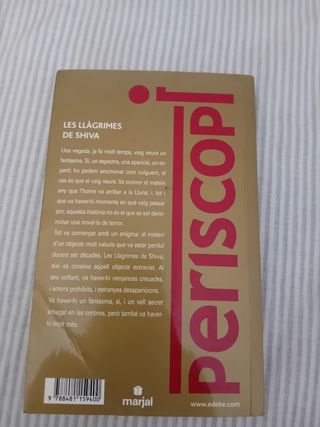 LES LLÀGRIMES
DE SHIVA
Una vegada, ja fa molt temps, vaig veure un
fantasma. Sí, un espectre, una aparició, un es-
perit; ho podem anomenar com vulguem, el
cas és que el vaig veure. Va ocórrer el mateix
any que l'home va arribar a la Lluna; i, tot i
que va haver-hi moments en què vaig passar
por, aquesta història no és el que se sol deno-
minar una novel·la de terror.
Tot va començar amb un enigma: el misteri
d'un objecte molt valuós que va estar perdut
durant set dècades. Les Llàgrimes de Shiva,
així es coneixia aquell objecte extraviat. Al
seu voltant, va haver-hi venjances creuades,
i amors prohibits, i estranyes desaparicions.
Va haver-hi un fantasma, sí, i un vell secret
amagat en les ombres, però també va haver-
hi molt més.
periscopi
9 788481 159400
marjal
www.edebe.com